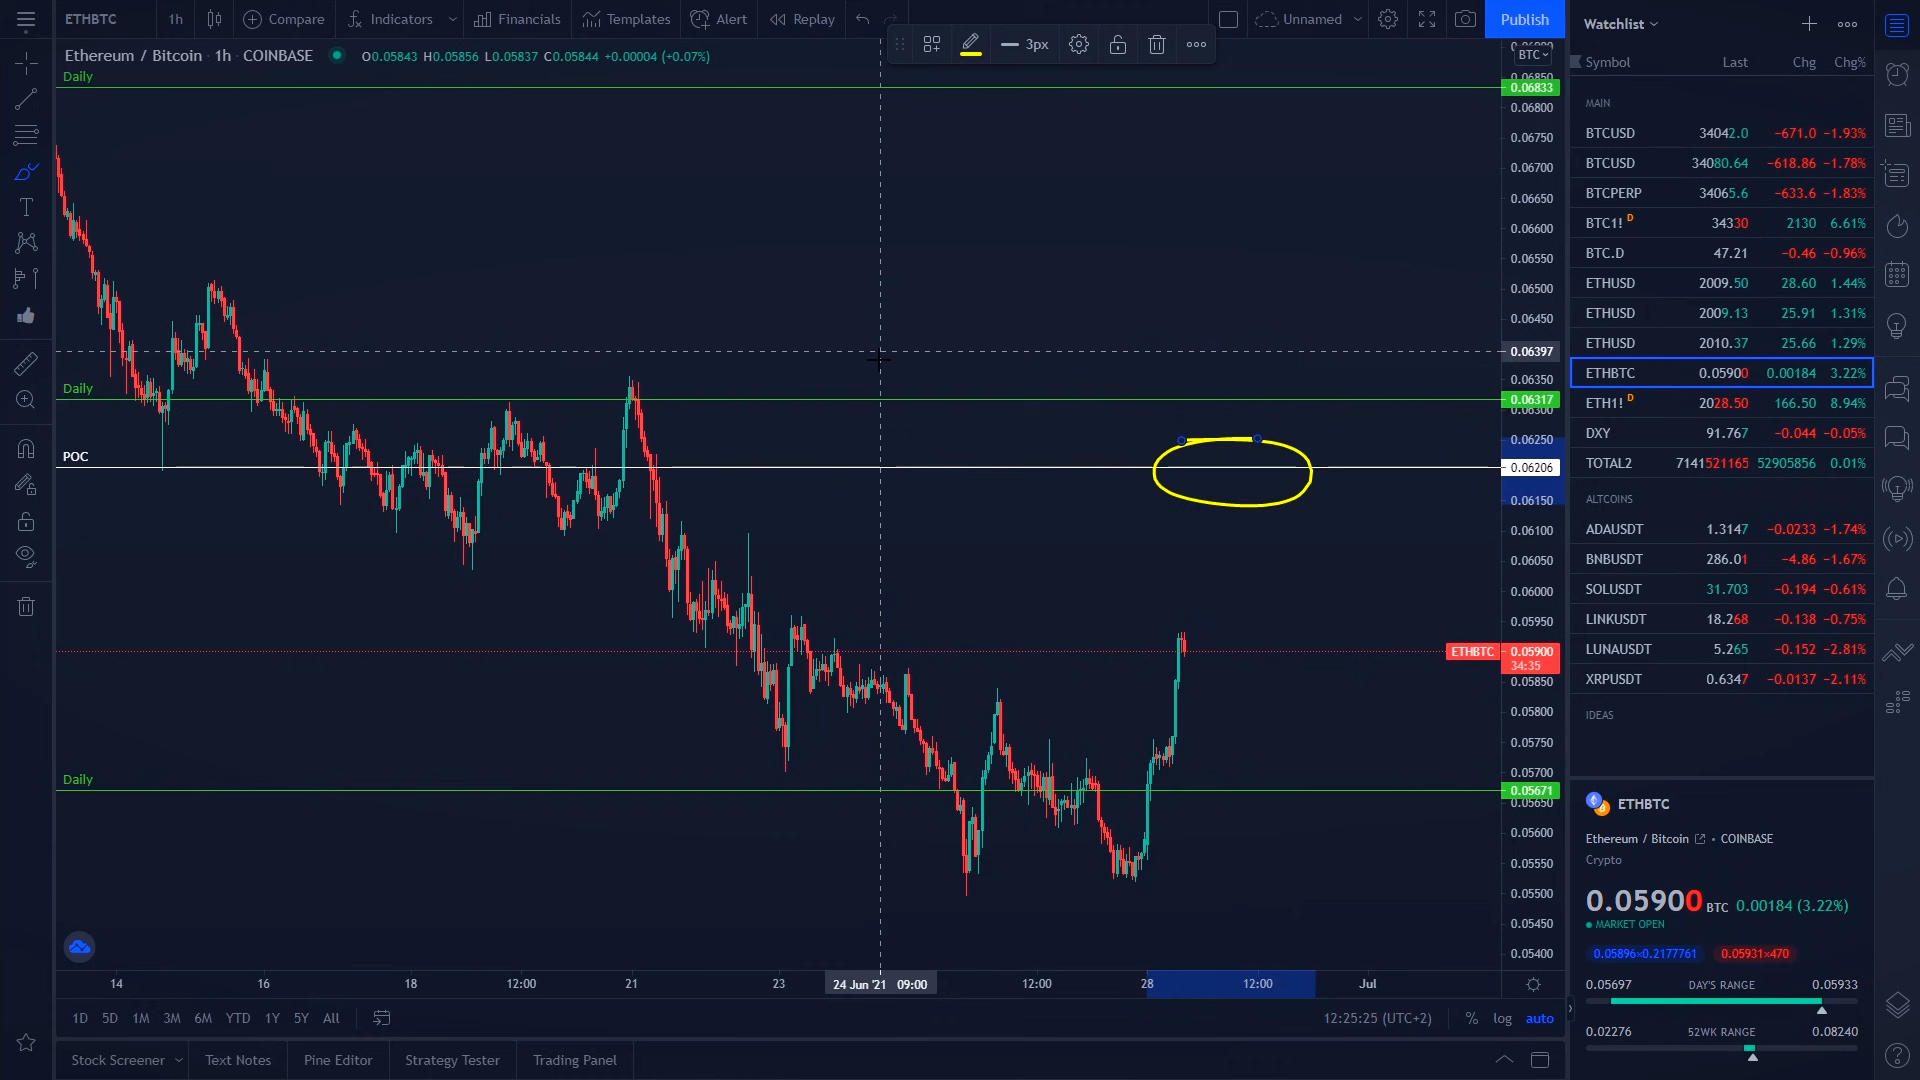 ETHBTC 1h Compare Indicators Financials Templates Alert Replay Unnamed Publish
Ethereum / Bitcoin · 1h · COINBASE O0.05843 H0.05856 L0.05837 C0.05844 +0.00004 (+0.07%)
3px
BTC
Daily
0.06833
0.06800
0.06750
0.06700
0.06650
0.06600
0.06550
0.06500
0.06450
0.06397
0.06350
Daily
0.06317
0.06300
0.06250
POC
0.06206
0.06150
0.06100
0.06050
0.06000
0.05950
ETHBTC 0.05900
34:35
0.05850
0.05800
0.05750
0.05700
Daily
0.05671
0.05650
0.05600
0.05550
0.05500
0.05450
0.05400
14 16 18 12:00 21 23 24 Jun '21 09:00 12:00 28 12:00 Jul
1D 5D 1M 3M 6M YTD 1Y 5Y All 12:25:25 (UTC+2) % log auto
Stock Screener Text Notes Pine Editor Strategy Tester Trading Panel
Watchlist
Symbol Last Chg Chg%
MAIN
BTCUSD 34042.0 −671.0 −1.93%
BTCUSD 34080.64 −618.86 −1.78%
BTCPERP 34065.6 −633.6 −1.83%
BTC1! D 34330 2130 6.61%
BTC.D 47.21 −0.46 −0.96%
ETHUSD 2009.50 28.60 1.44%
ETHUSD 2009.13 25.91 1.31%
ETHUSD 2010.37 25.66 1.29%
ETHBTC 0.05900 0.00184 3.22%
ETH1! D 2028.50 166.50 8.94%
DXY 91.767 −0.044 −0.05%
TOTAL2 7141521165 52905856 0.01%
ALTCOINS
ADAUSDT 1.3147 −0.0233 −1.74%
BNBUSDT 286.01 −4.86 −1.67%
SOLUSDT 31.703 −0.194 −0.61%
LINKUSDT 18.268 −0.138 −0.75%
LUNAUSDT 5.265 −0.152 −2.81%
XRPUSDT 0.6347 −0.0137 −2.11%
IDEAS
ETHBTC
Ethereum / Bitcoin • COINBASE
Crypto
0.05900 BTC 0.00184 (3.22%)
MARKET OPEN
0.05896×0.2177761 0.05931×470
0.05697 DAY'S RANGE 0.05933
0.02276 52WK RANGE 0.08240